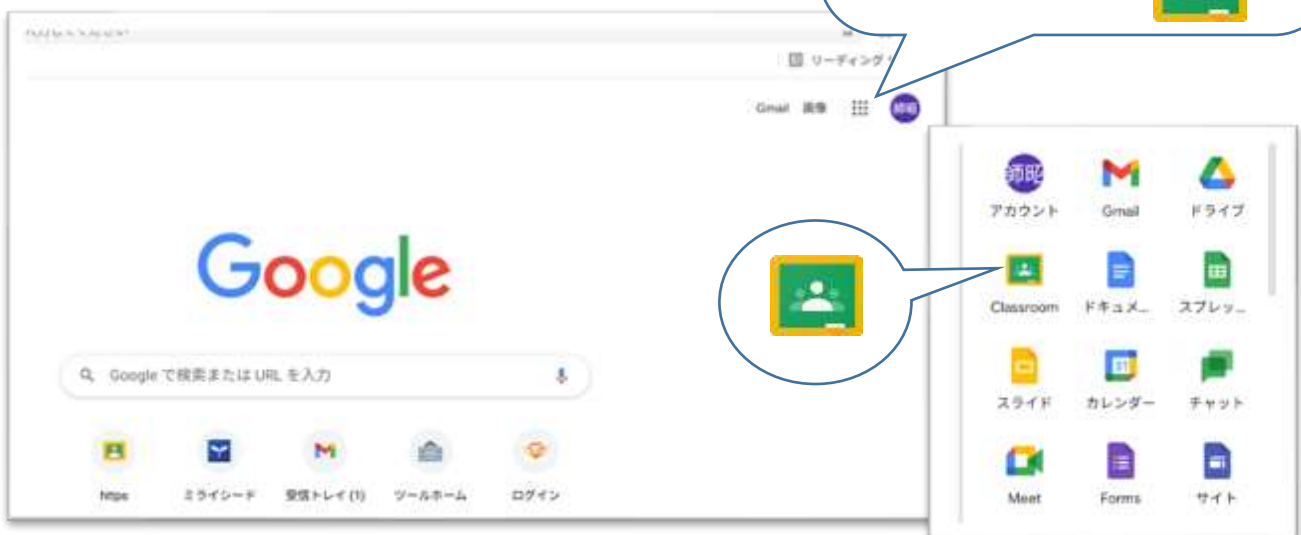 リーディング
Gmail 画像
師昭
Google
Google で検索または URL を入力
https ミライシード 受信トレイ (1) ツールホーム ログイン
師昭
アカウント Gmail ドライブ
Classroom ドキュメ... スプレッ...
31
スライド カレンダー チャット
Meet Forms サイト